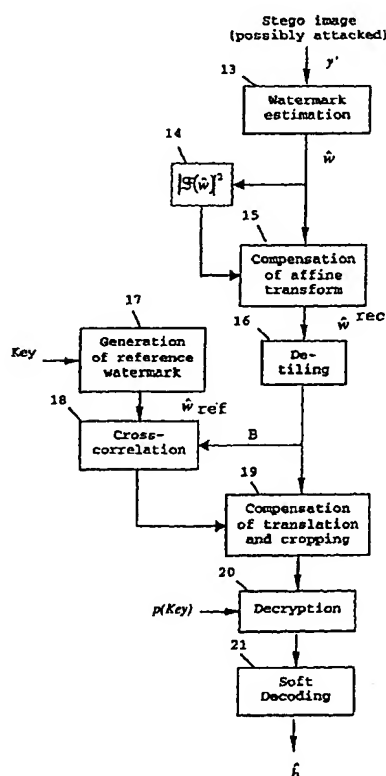 Stego image
(possibly attacked)
y'
13
Watermark
estimation
ŵ
14
|𝔉(ŵ)|²
15
Compensation
of affine
transform
17
16
ŵ rec
Key
Generation
of reference
watermark
De-
tiling
18
ŵ ref
Cross-
correlation
B
19
Compensation
of translation
and cropping
20
p(Key)
Decryption
21
Soft
Decoding
b̂